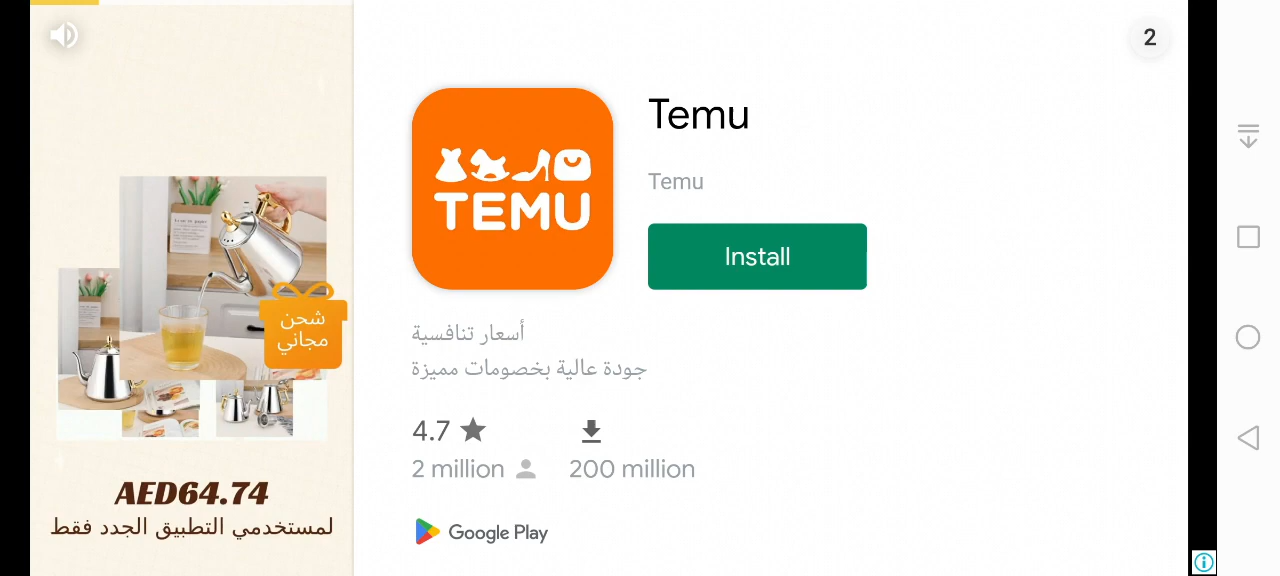 2
TEMU
Temu
Temu
Install
شحن
مجاني
أسعار تنافسية
جودة عالية بخصومات مميزة
4.7
2 million
200 million
AED64.74
لمستخدمي التطبيق الجدد فقط
Google Play